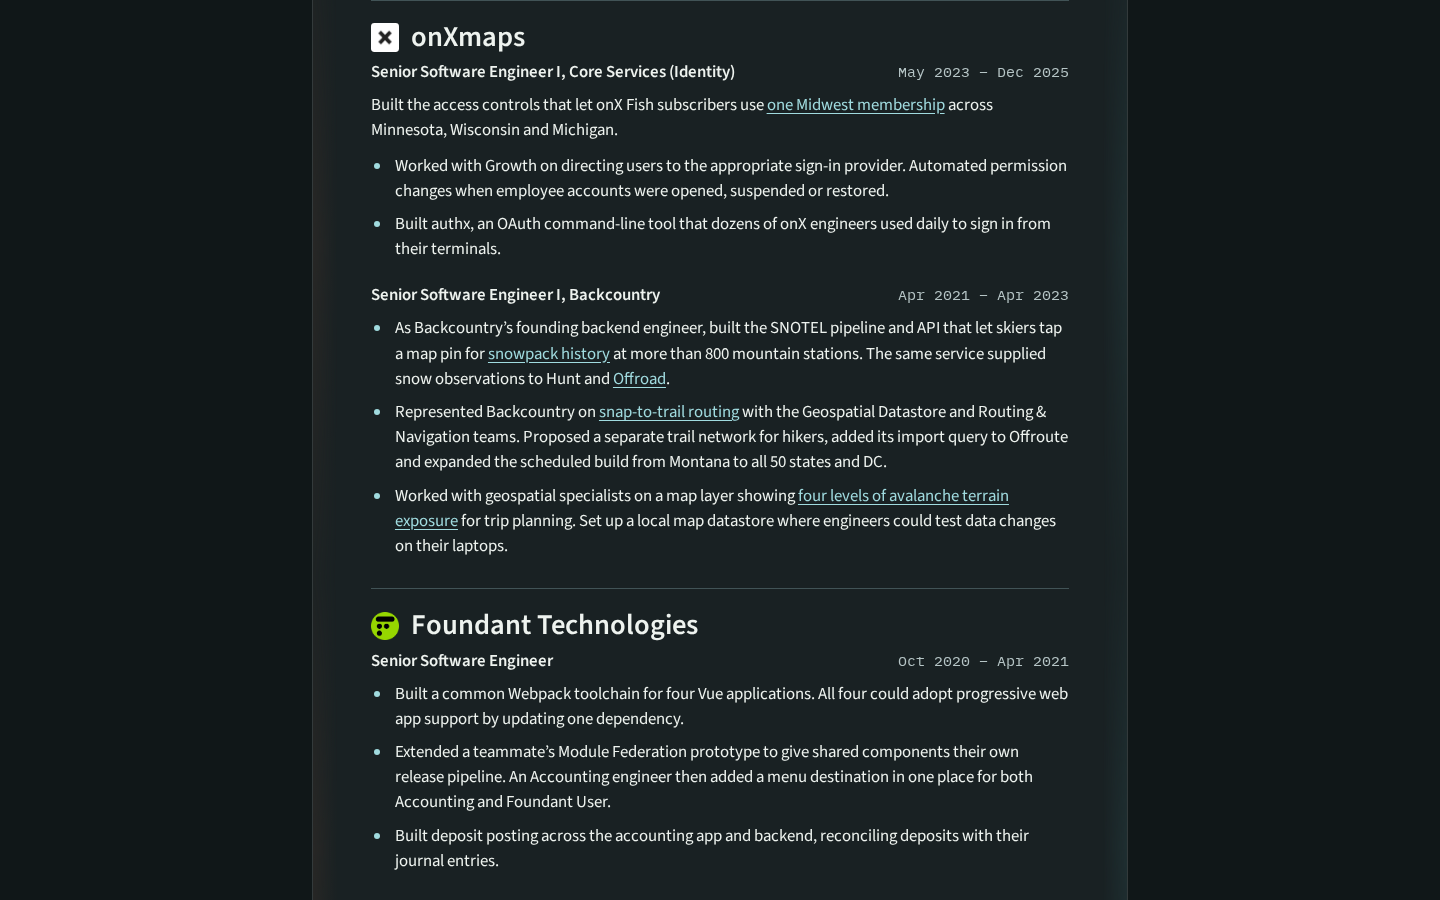 onXmaps
Senior Software Engineer I, Core Services (Identity)
May 2023 – Dec 2025
Built the access controls that let onX Fish subscribers use one Midwest membership across
Minnesota, Wisconsin and Michigan.
Worked with Growth on directing users to the appropriate sign-in provider. Automated permission
changes when employee accounts were opened, suspended or restored.
Built authx, an OAuth command-line tool that dozens of onX engineers used daily to sign in from
their terminals.
Senior Software Engineer I, Backcountry
Apr 2021 – Apr 2023
As Backcountry’s founding backend engineer, built the SNOTEL pipeline and API that let skiers tap
a map pin for snowpack history at more than 800 mountain stations. The same service supplied
snow observations to Hunt and Offroad.
Represented Backcountry on snap-to-trail routing with the Geospatial Datastore and Routing &
Navigation teams. Proposed a separate trail network for hikers, added its import query to Offroute
and expanded the scheduled build from Montana to all 50 states and DC.
Worked with geospatial specialists on a map layer showing four levels of avalanche terrain
exposure for trip planning. Set up a local map datastore where engineers could test data changes
on their laptops.
Foundant Technologies
Senior Software Engineer
Oct 2020 – Apr 2021
Built a common Webpack toolchain for four Vue applications. All four could adopt progressive web
app support by updating one dependency.
Extended a teammate’s Module Federation prototype to give shared components their own
release pipeline. An Accounting engineer then added a menu destination in one place for both
Accounting and Foundant User.
Built deposit posting across the accounting app and backend, reconciling deposits with their
journal entries.